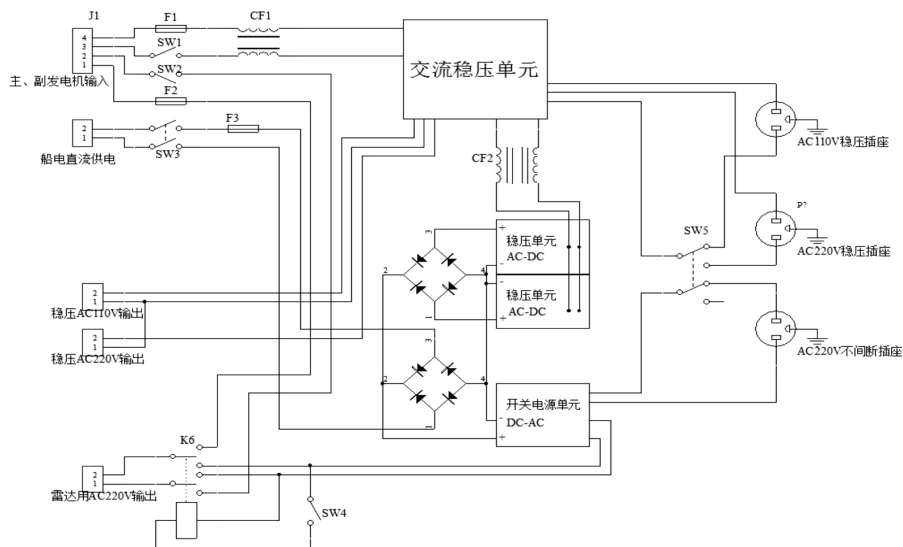 J1
F1
CF1
4
3
2
1
SW1
SW2
F2
主、副发电机输入
交流稳压单元
2
1
F3
SW3
船电直流供电
CF2
AC110V稳压插座
P?
AC220V稳压插座
SW5
AC220V不间断插座
+
稳压单元
AC-DC
-
-
稳压单元
AC-DC
+
3
2
4
1
2
1
稳压AC110V输出
2
1
稳压AC220V输出
3
2
4
1
开关电源单元
-
DC-AC
+
K6
2
1
雷达用AC220V输出
SW4